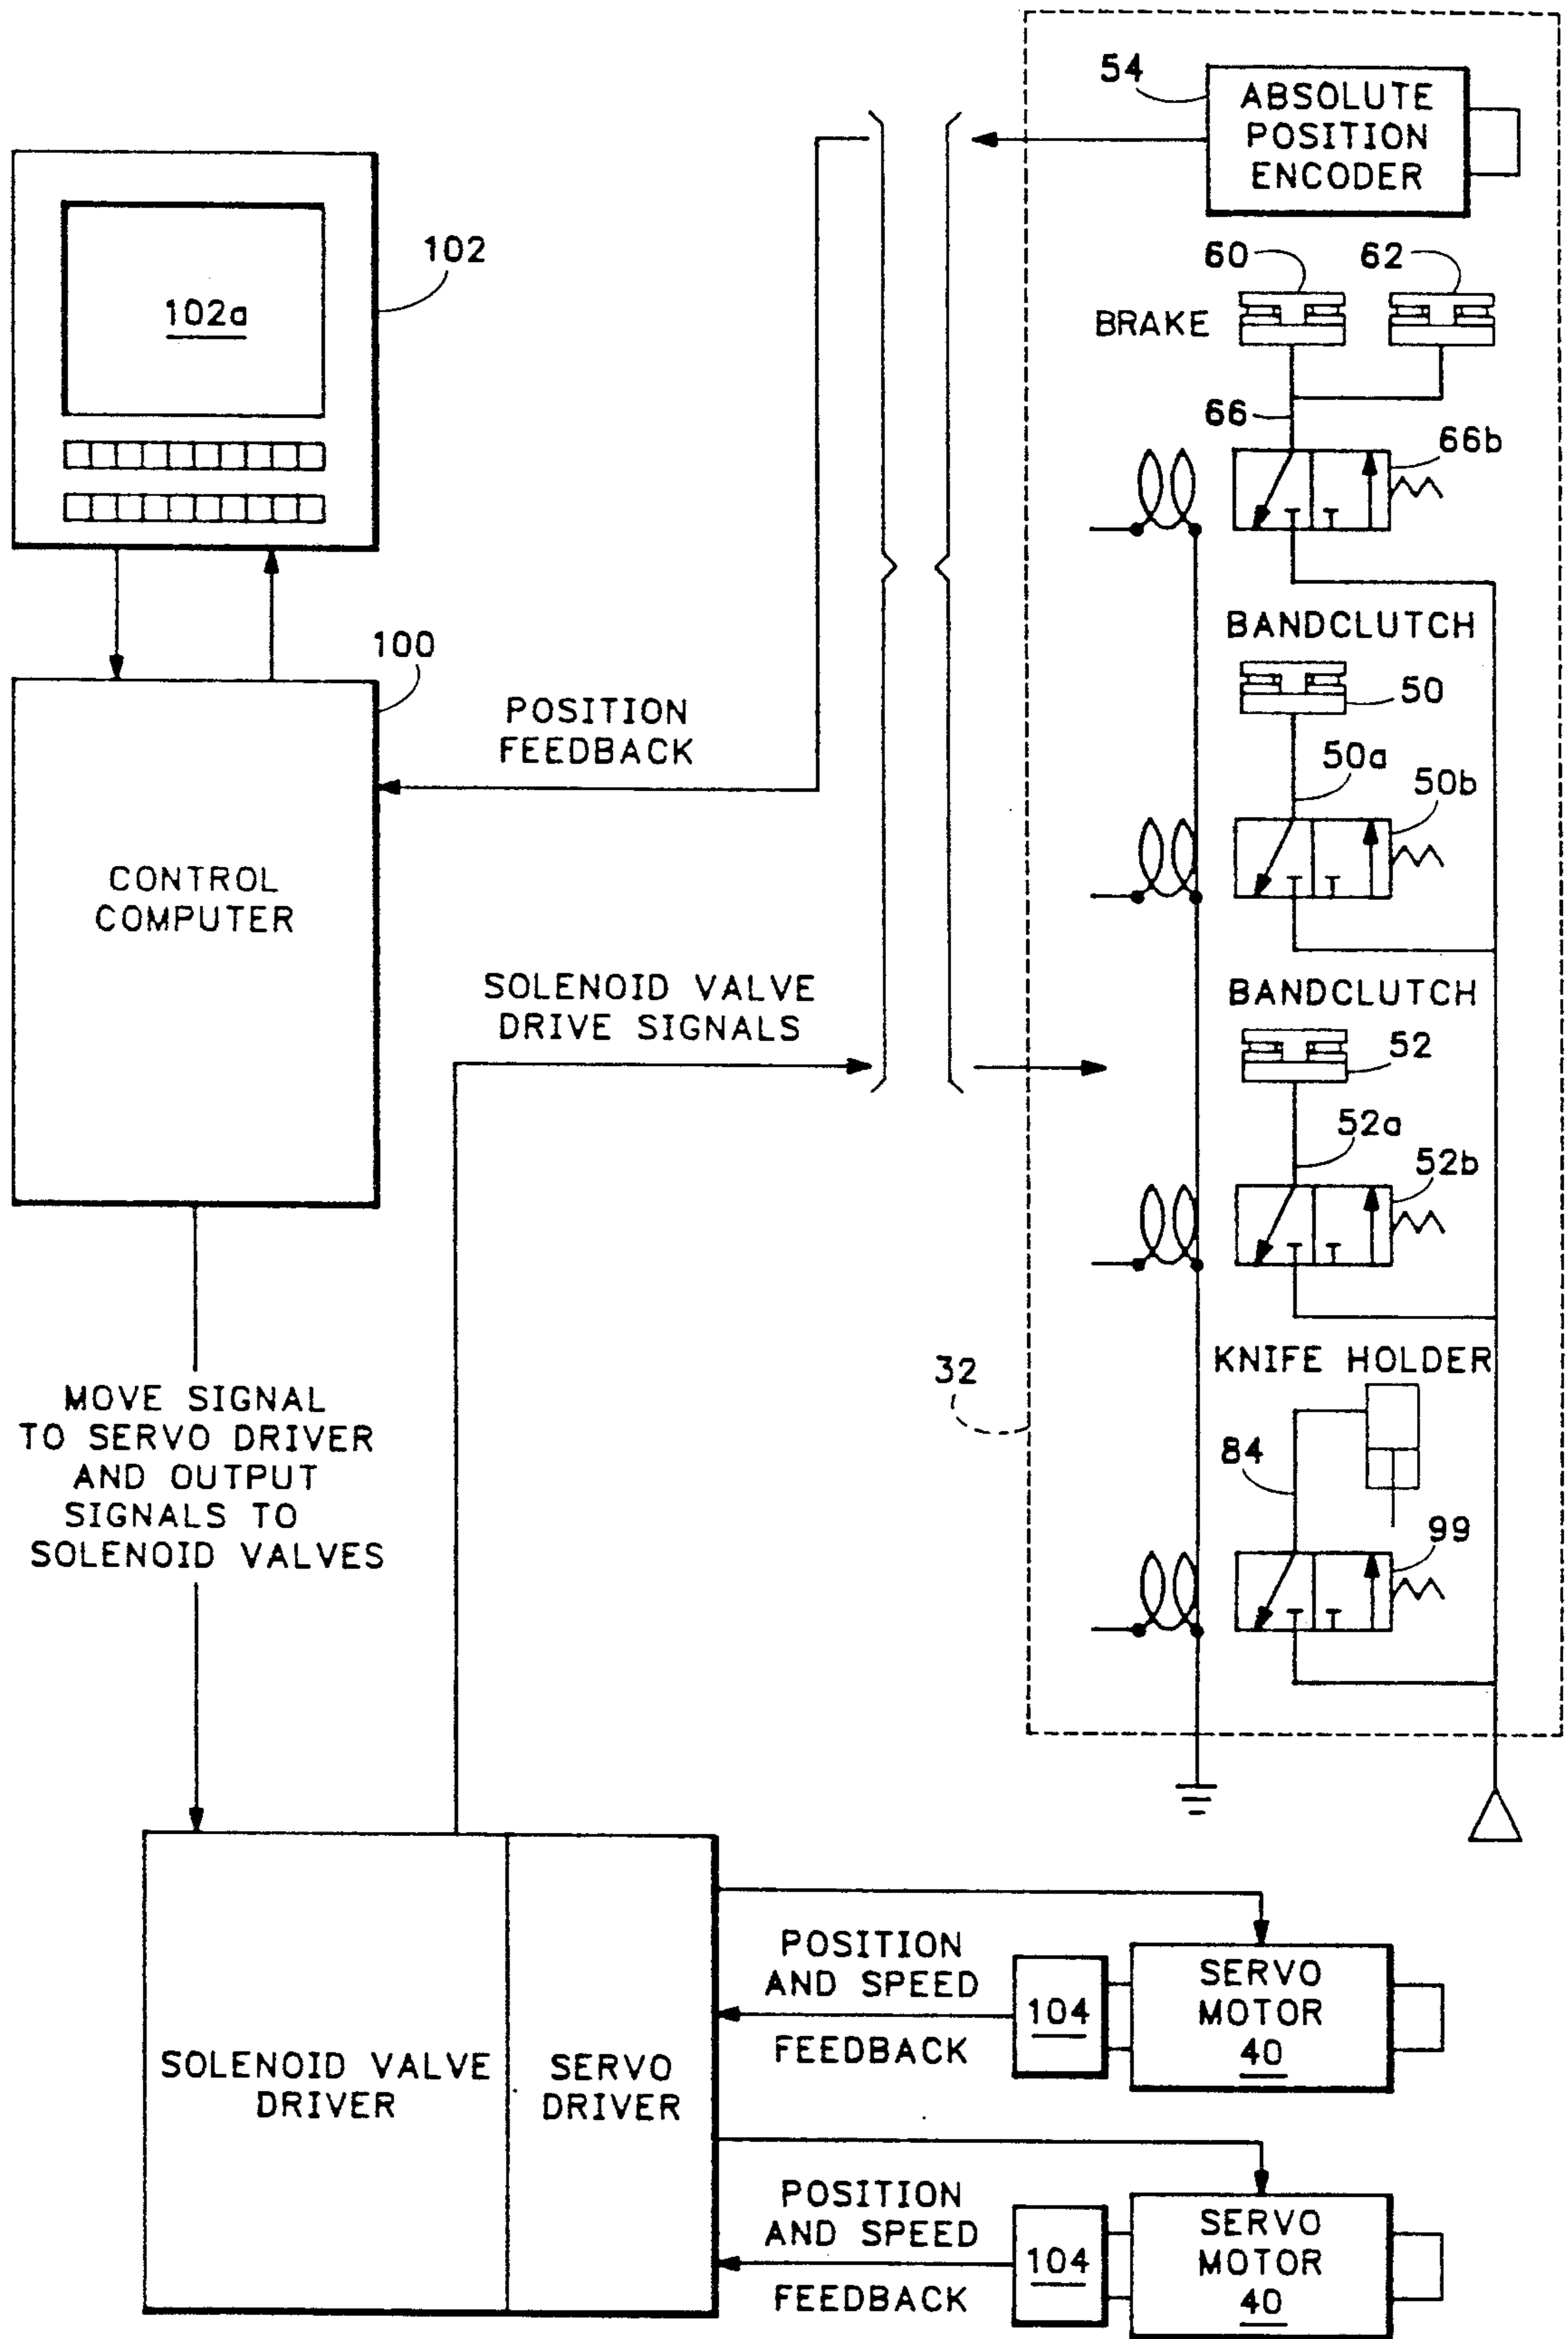 54
ABSOLUTE
POSITION
ENCODER
102
102a
60
62
BRAKE
66
66b
BANDCLUTCH
50
50a
50b
100
POSITION
FEEDBACK
CONTROL
COMPUTER
SOLENOID VALVE
DRIVE SIGNALS
BANDCLUTCH
52
52a
52b
32
KNIFE HOLDER
84
99
MOVE SIGNAL
TO SERVO DRIVER
AND OUTPUT
SIGNALS TO
SOLENOID VALVES
SOLENOID VALVE
DRIVER
SERVO
DRIVER
POSITION
AND SPEED
FEEDBACK
104
SERVO
MOTOR
40
POSITION
AND SPEED
FEEDBACK
104
SERVO
MOTOR
40